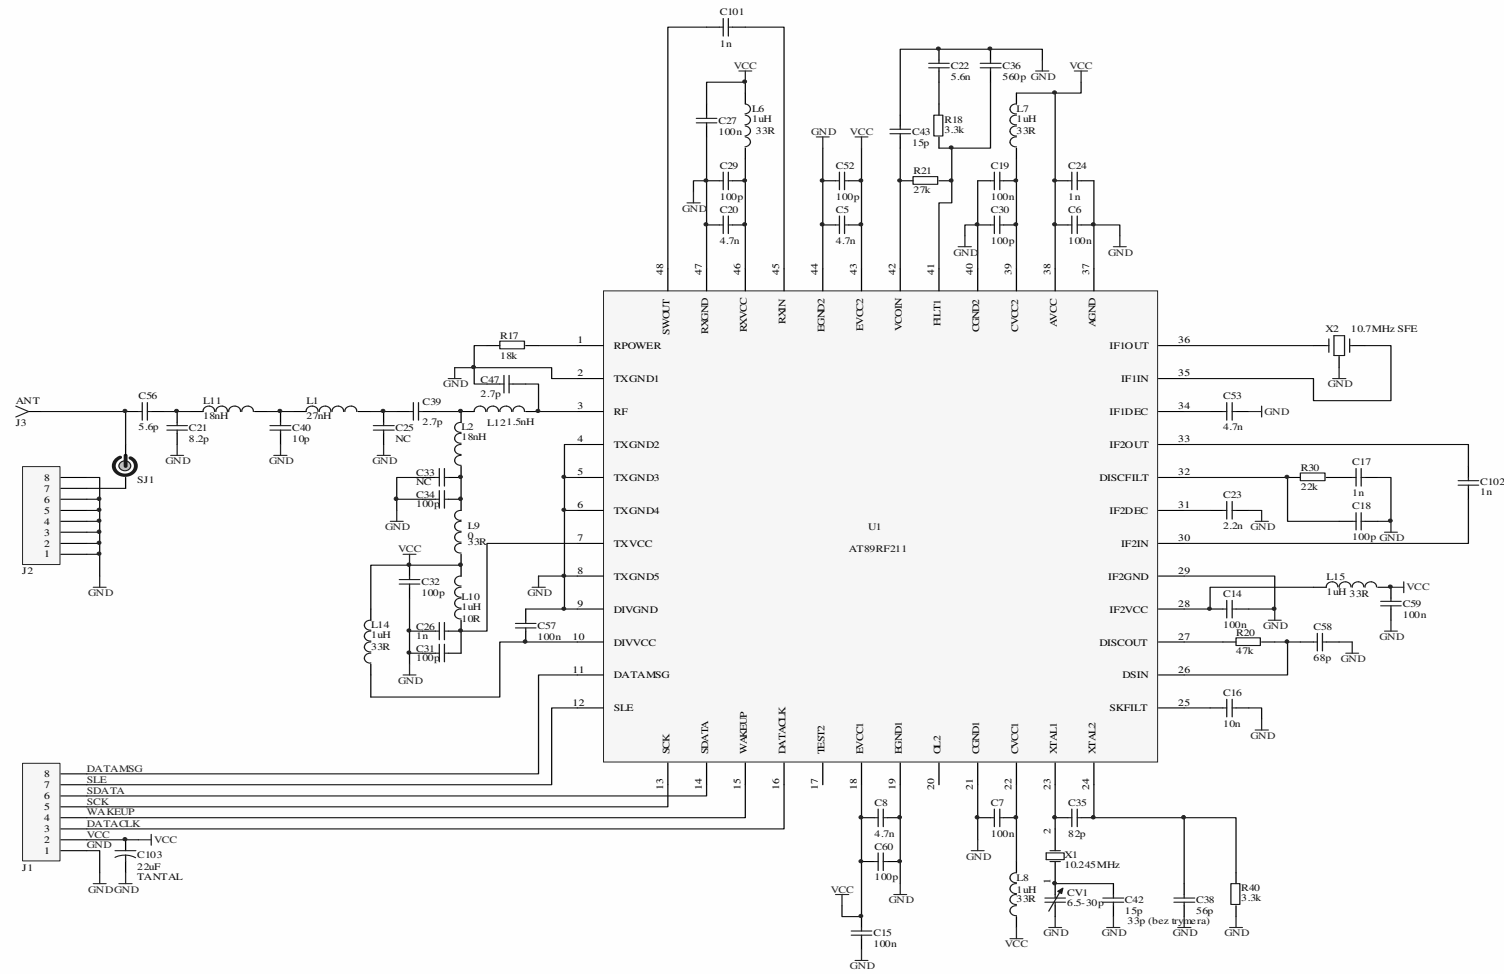 C101
1n
VCC
L6
1uH
33R
C27
100n
C29
100p
GND
C20
4.7n
GND
VCC
C52
100p
C5
4.7n
C22
5.6n
C36
560p
GND
VCC
C43
15p
R18
3.3k
R21
27k
L7
1uH
33R
C19
100n
C30
100p
GND
C24
1n
C6
100n
GND
48
47
46
45
44
43
42
41
40
39
38
37
SWOUT
RXGND
RXVCC
RXIN
EGND2
EVCC2
VCOIN
FILT1
CGND2
CVCC2
AVCC
AGND
R17
18k
1
RPOWER
GND
C47
2.7p
2
TXGND1
3
RF
4
TXGND2
5
TXGND3
6
TXGND4
7
TXVCC
8
TXGND5
9
DIVGND
10
DIVVCC
11
DATAMSG
12
SLE
ANT
J3
C56
5.6p
C21
8.2p
GND
L11
18nH
C40
10p
GND
L1
27nH
C25
NC
GND
C39
2.7p
L2
18nH
L12 1.5nH
SJ1
C33
NC
C34
100p
GND
L9
0
33R
VCC
C32
100p
L10
1uH
10R
GND
L14
1uH
33R
C26
1n
C31
100p
GND
C57
100n
8
7
6
5
4
3
2
1
J2
GND
U1
AT89RF211
IF1OUT
36
X2
10.7MHz SFE
GND
IF1IN
35
IF1DEC
34
C53
4.7n
GND
IF2OUT
33
DISCFILT
32
R30
22k
C17
1n
C18
100p
GND
C102
1n
IF2DEC
31
C23
2.2n
GND
IF2IN
30
IF2GND
29
L15
1uH 33R
VCC
IF2VCC
28
C14
100n
GND
C59
100n
GND
DISCOUT
27
R20
47k
C58
68p
GND
DSIN
26
SKFILT
25
C16
10n
GND
SCK
SDATA
WAKEUP
DATACLK
TEST2
EVCC1
EGND1
CL2
CGND1
CVCC1
XTAL1
XTAL2
13
14
15
16
17
18
19
20
21
22
23
24
8
7
6
5
4
3
2
1
J1
DATAMSG
SLE
SDATA
SCK
WAKEUP
DATACLK
VCC
GND
VCC
C103
22uF
TANTAL
GND
GND
C8
4.7n
C60
100p
GND
VCC
C15
100n
GND
C7
100n
GND
L8
1uH
33R
VCC
C35
82p
2
X1
10.245MHz
1
CV1
6.5-30p
GND
C42
15p
33p (bez trymera)
GND
C38
56p
GND
R40
3.3k
GND